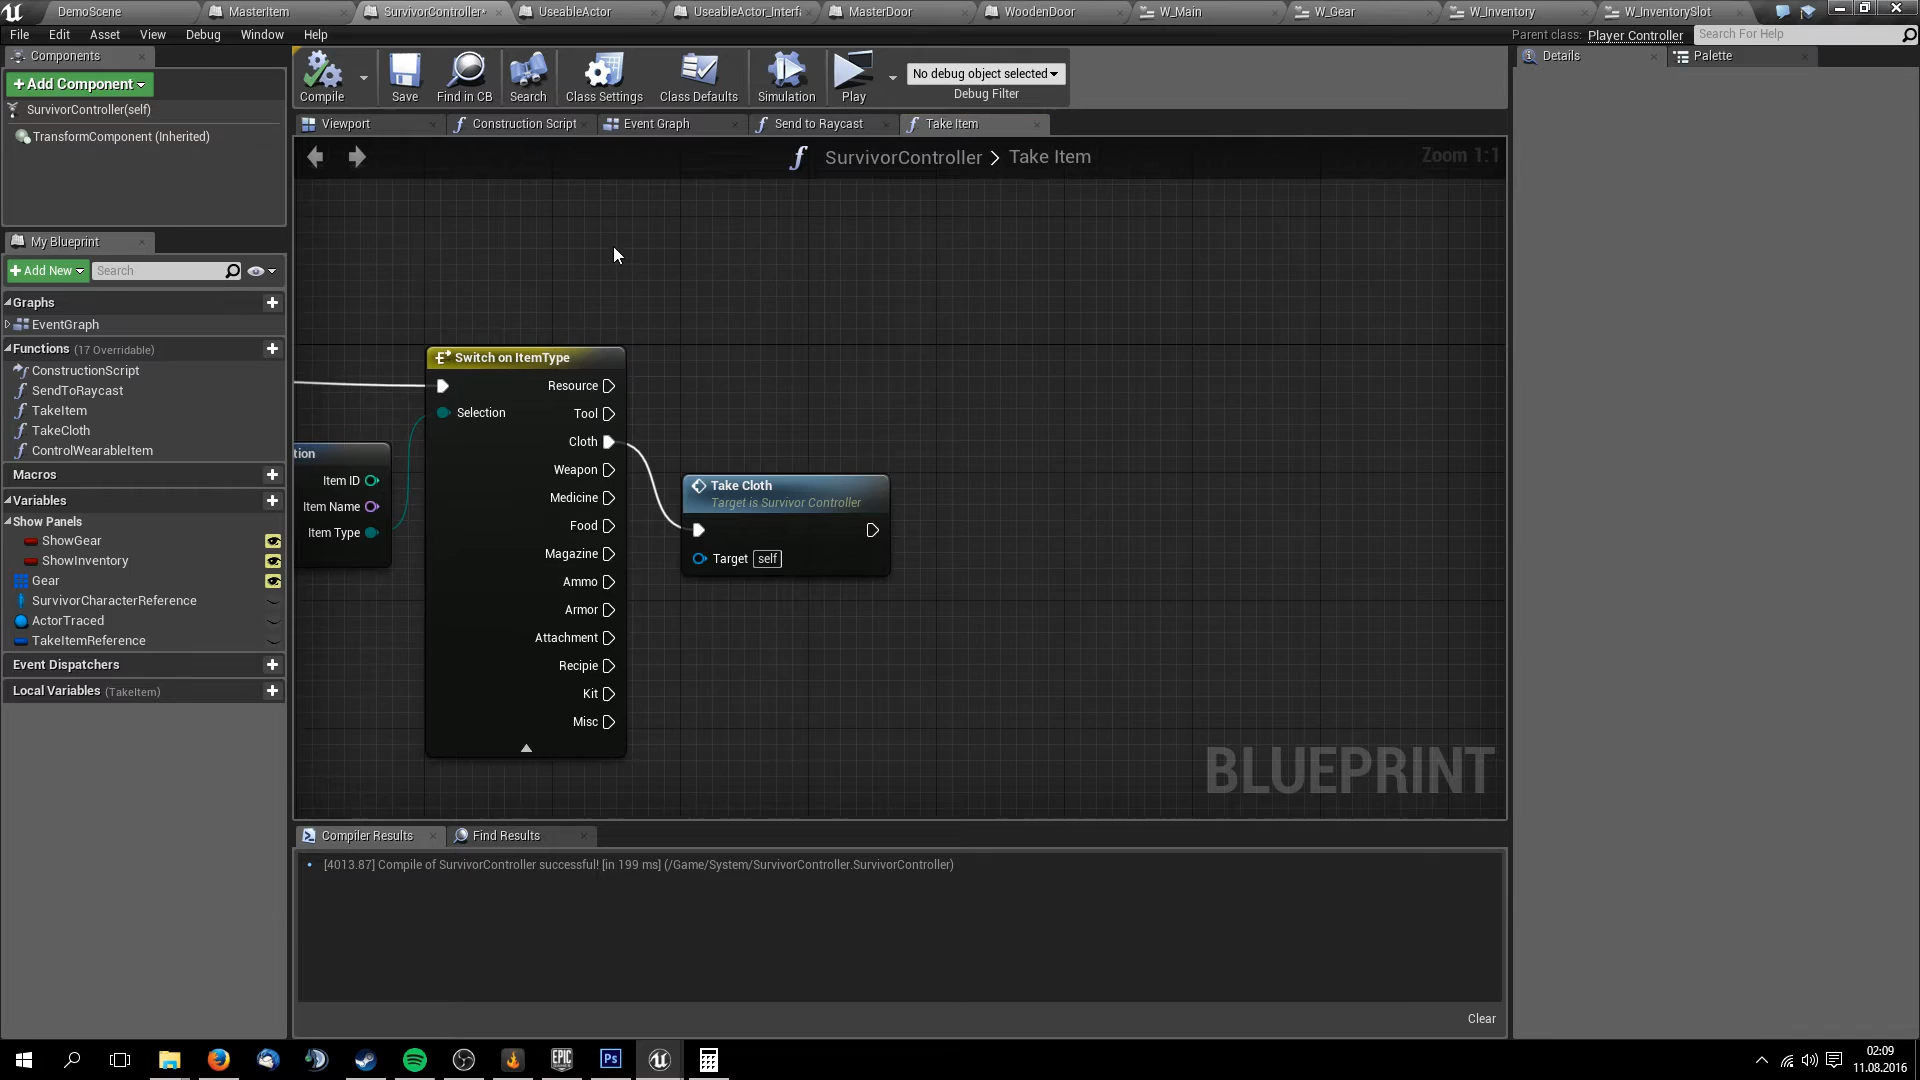 DemoScene
MasterItem
SurvivorController*
UseableActor
UseableActor_Interf
MasterDoor
WoodenDoor
W_Main
W_Gear
W_Inventory
W_InventorySlot
File Edit Asset View Debug Window Help
Parent class: Player Controller
Search For Help
Components
Details
Palette
+ Add Component
Compile
Save
Find in CB
Search
Class Settings
Class Defaults
Simulation
Play
No debug object selected
Debug Filter
SurvivorController(self)
TransformComponent (Inherited)
Viewport
Construction Script
Event Graph
Send to Raycast
Take Item
SurvivorController > Take Item
Zoom 1:1
My Blueprint
+ Add New
Search
Graphs
EventGraph
Functions (17 Overridable)
ConstructionScript
SendToRaycast
TakeItem
TakeCloth
ControlWearableItem
Macros
Variables
Show Panels
ShowGear
ShowInventory
Gear
SurvivorCharacterReference
ActorTraced
TakeItemReference
Event Dispatchers
Local Variables (TakeItem)
tion
Item ID
Item Name
Item Type
Switch on ItemType
Selection
Resource
Tool
Cloth
Weapon
Medicine
Food
Magazine
Ammo
Armor
Attachment
Recipie
Kit
Misc
Take Cloth
Target is Survivor Controller
Target self
BLUEPRINT
Compiler Results
Find Results
[4013.87] Compile of SurvivorController successful! [in 199 ms] (/Game/System/SurvivorController.SurvivorController)
Clear
EPIC
Ps
02:09
11.08.2016